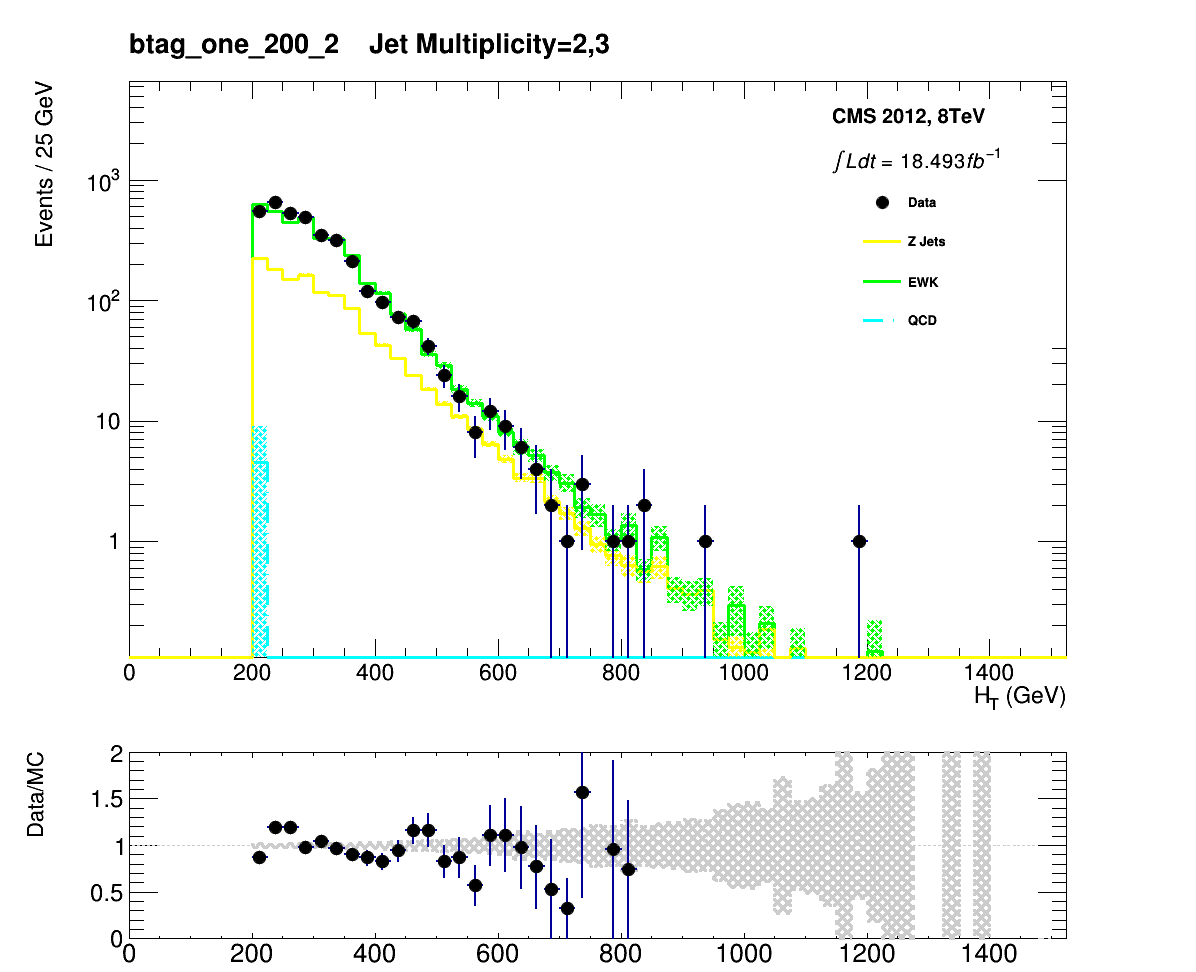 btag_one_200_2 Jet Multiplicity=2,3
Events / 25 GeV
CMS 2012, 8TeV
∫Ldt = 18.493fb⁻¹
Data
Z Jets
EWK
QCD
10³
10²
10
1
0 200 400 600 800 1000 1200 1400
H_T (GeV)
Data/MC
2
1.5
1
0.5
0
0 200 400 600 800 1000 1200 1400